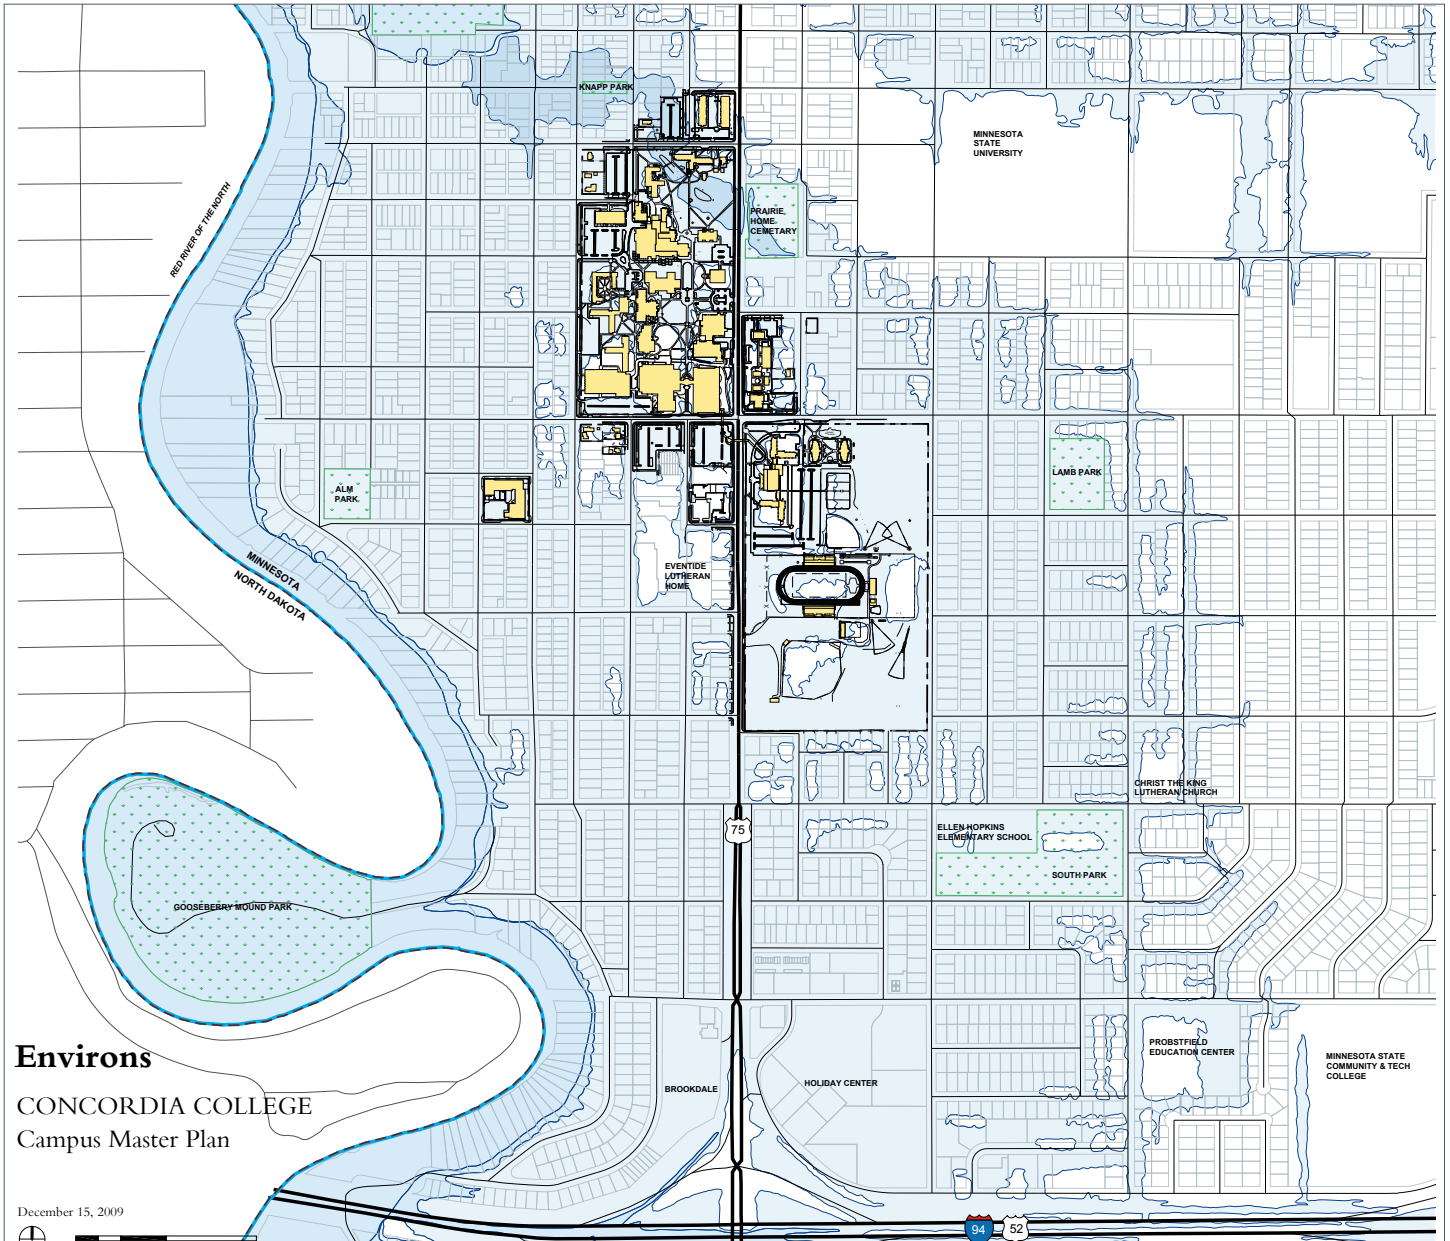 KNAPP PARK
MINNESOTA
STATE
UNIVERSITY
RED RIVER OF THE NORTH
PRAIRIE
HOME
CEMETARY
LAMB PARK
ALM
PARK
MINNESOTA
NORTH DAKOTA
EVENTIDE
LUTHERAN
HOME
CHRIST THE KING
LUTHERAN CHURCH
75
ELLEN HOPKINS
ELEMENTARY SCHOOL
SOUTH PARK
GOOSEBERRY MOUND PARK
PROBSTFIELD
EDUCATION CENTER
MINNESOTA STATE
COMMUNITY & TECH
COLLEGE
BROOKDALE
HOLIDAY CENTER
Environs
CONCORDIA COLLEGE
Campus Master Plan
December 15, 2009
94
52